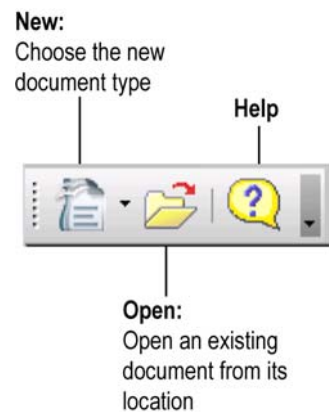 New:
Choose the new
document type
Help
?
Open:
Open an existing
document from its
location